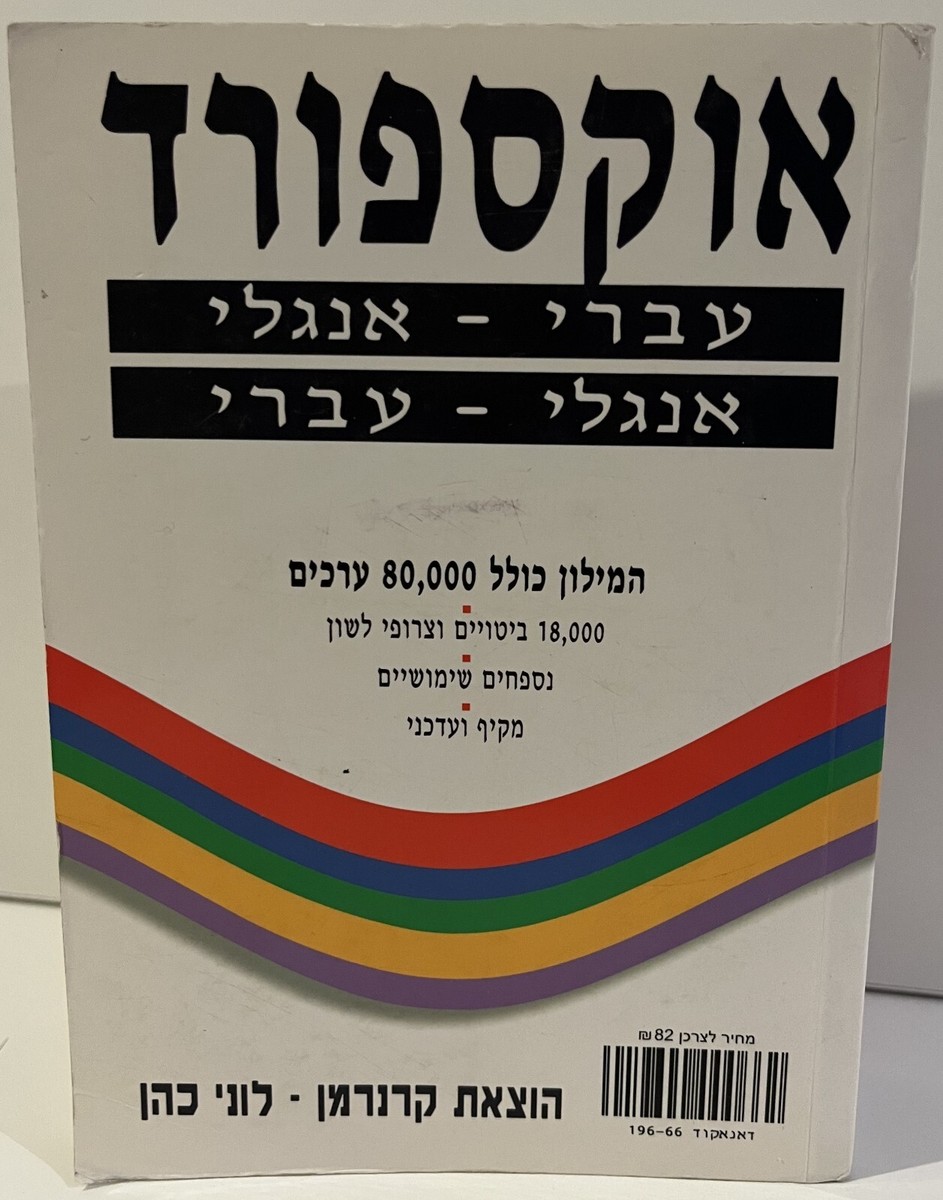 אוקספורד
עברי - אנגלי
אנגלי - עברי
המילון כולל 80,000 ערכים
18,000 ביטויים וצרופי לשון
נספחים שימושיים
מקיף ועדכני
מחיר לצרכן 82 ₪
דאנאקוד 196-66
הוצאת קרנרמן - לוני כהן